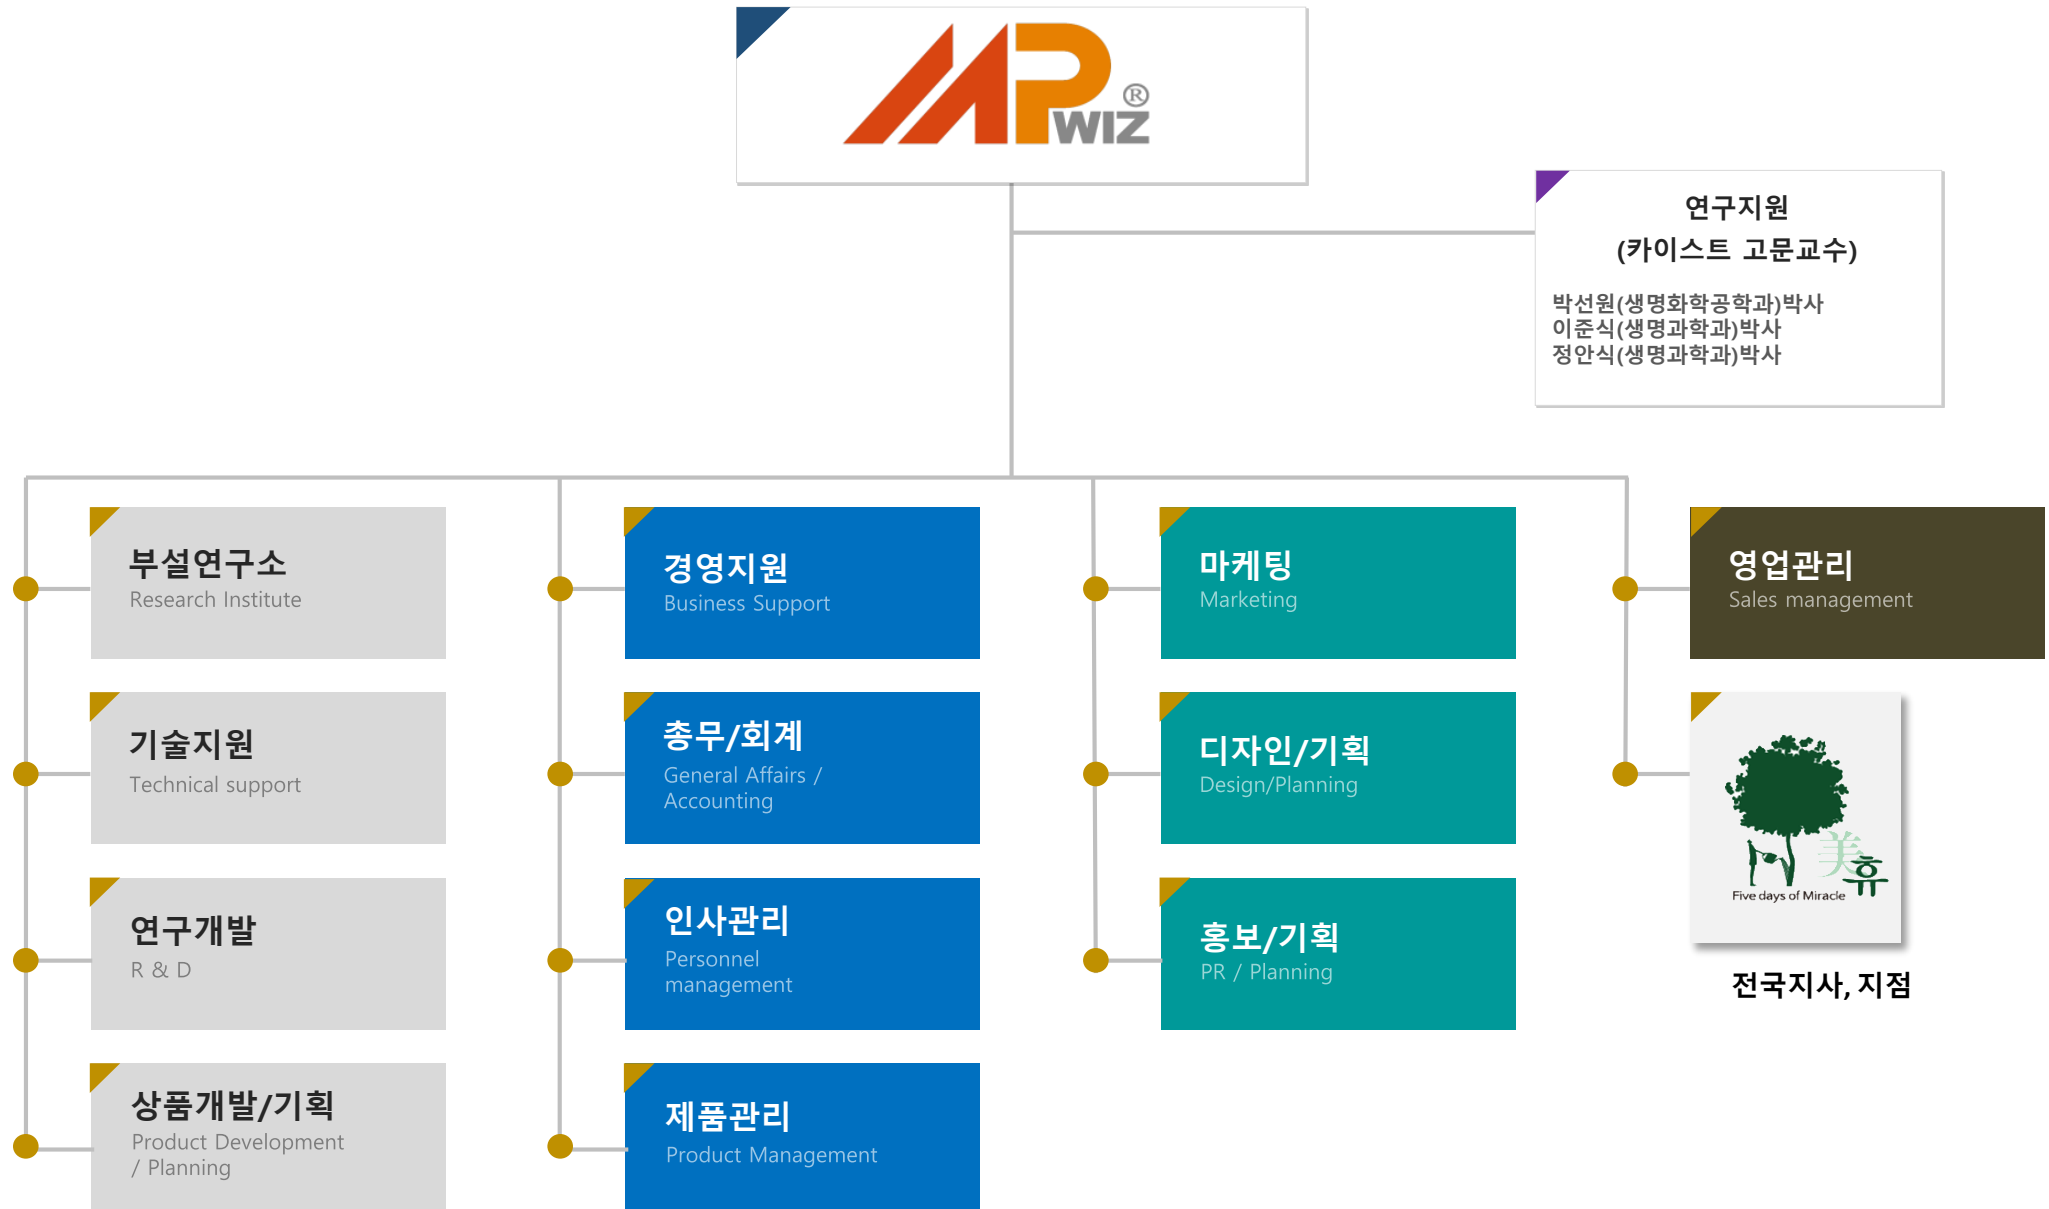 MP WIZ ®
연구지원
(카이스트 고문교수)
박선원(생명화학공학과)박사
이준식(생명과학과)박사
정안식(생명과학과)박사
부설연구소
Research Institute
기술지원
Technical support
연구개발
R & D
상품개발/기획
Product Development
/ Planning
경영지원
Business Support
총무/회계
General Affairs /
Accounting
인사관리
Personnel
management
제품관리
Product Management
마케팅
Marketing
디자인/기획
Design/Planning
홍보/기획
PR / Planning
영업관리
Sales management
美休
Five days of Miracle
전국지사, 지점